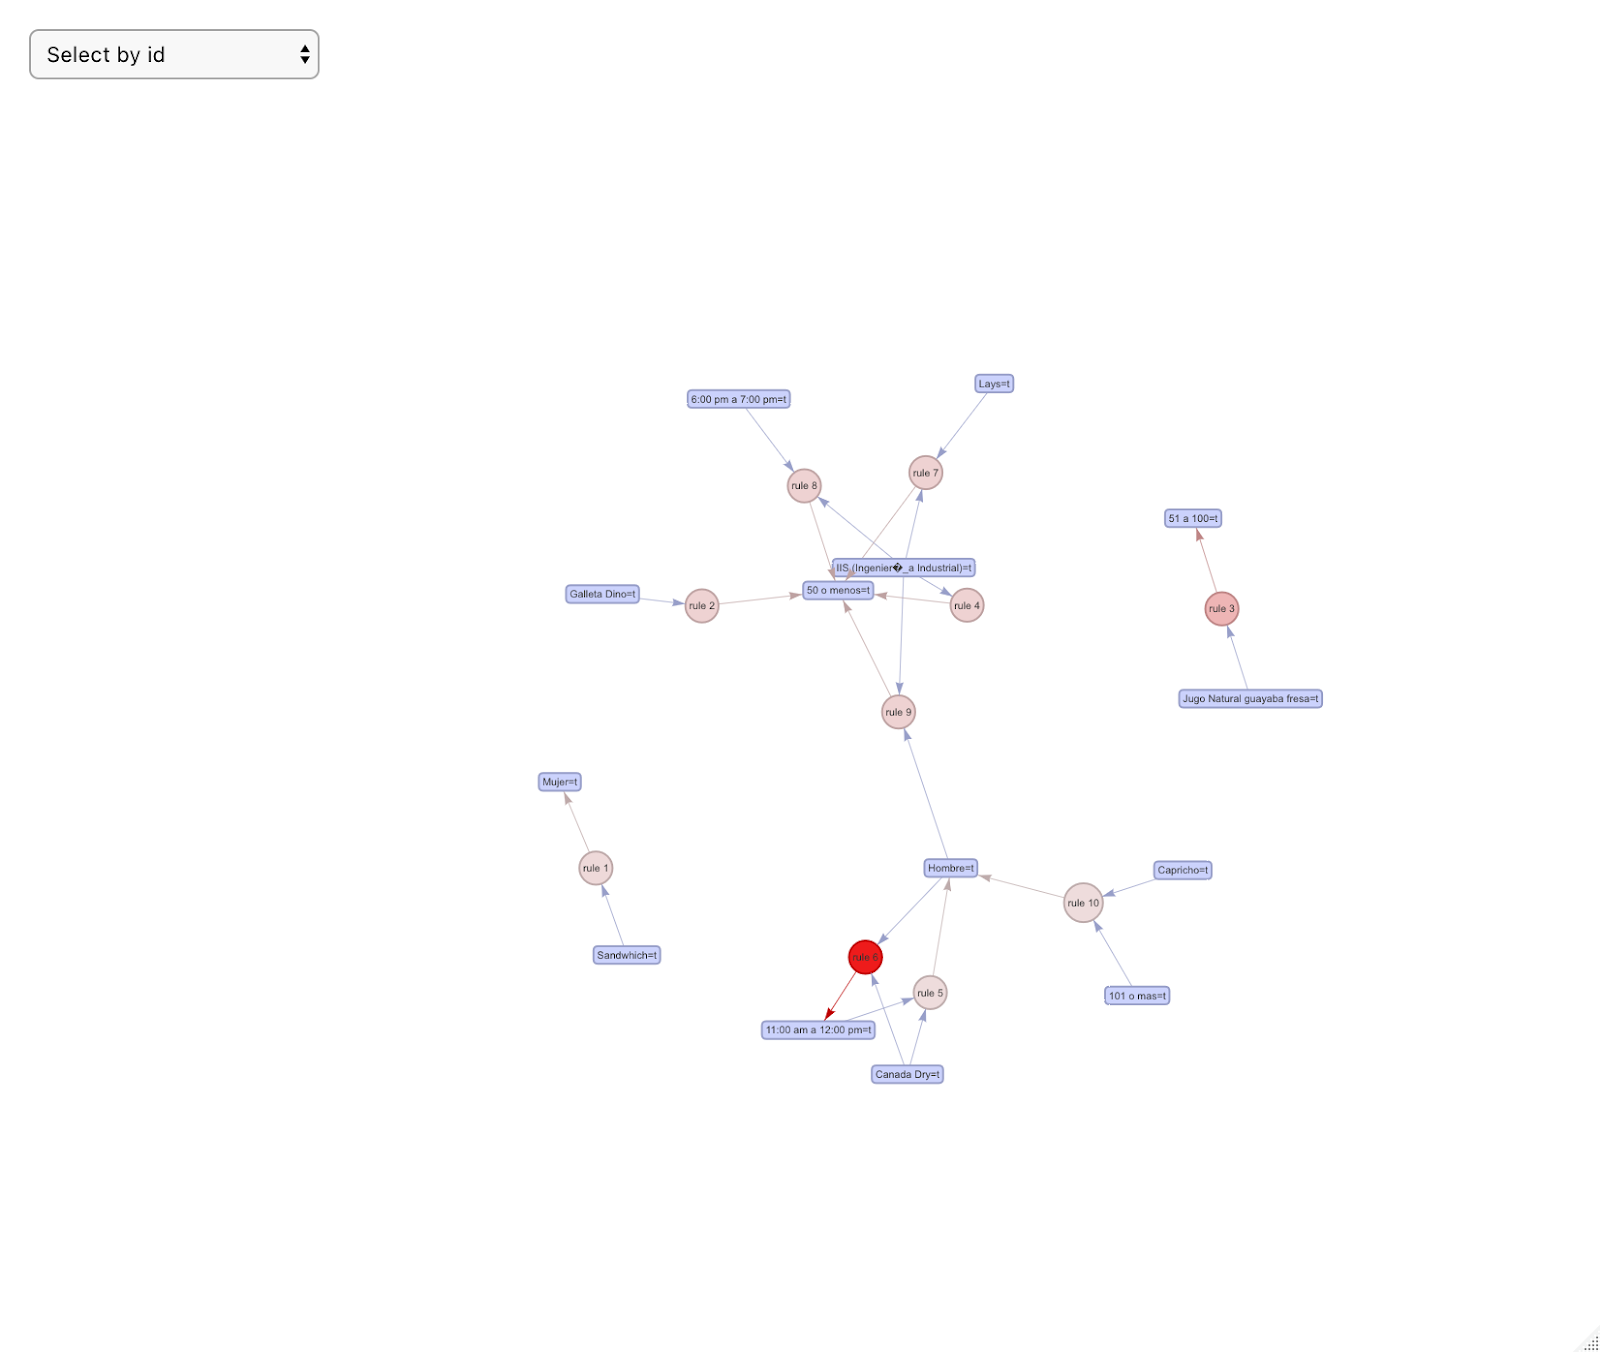 Select by id
Lays=t
6:00 pm a 7:00 pm=t
rule 7
rule 8
51 a 100=t
IIS (Ingenier�_a Industrial)=t
50 o menos=t
Galleta Dino=t
rule 2
rule 4
rule 3
Jugo Natural guayaba fresa=t
rule 9
Mujer=t
rule 1
Hombre=t
Capricho=t
rule 10
Sandwhich=t
rule 6
rule 5
101 o mas=t
11:00 am a 12:00 pm=t
Canada Dry=t